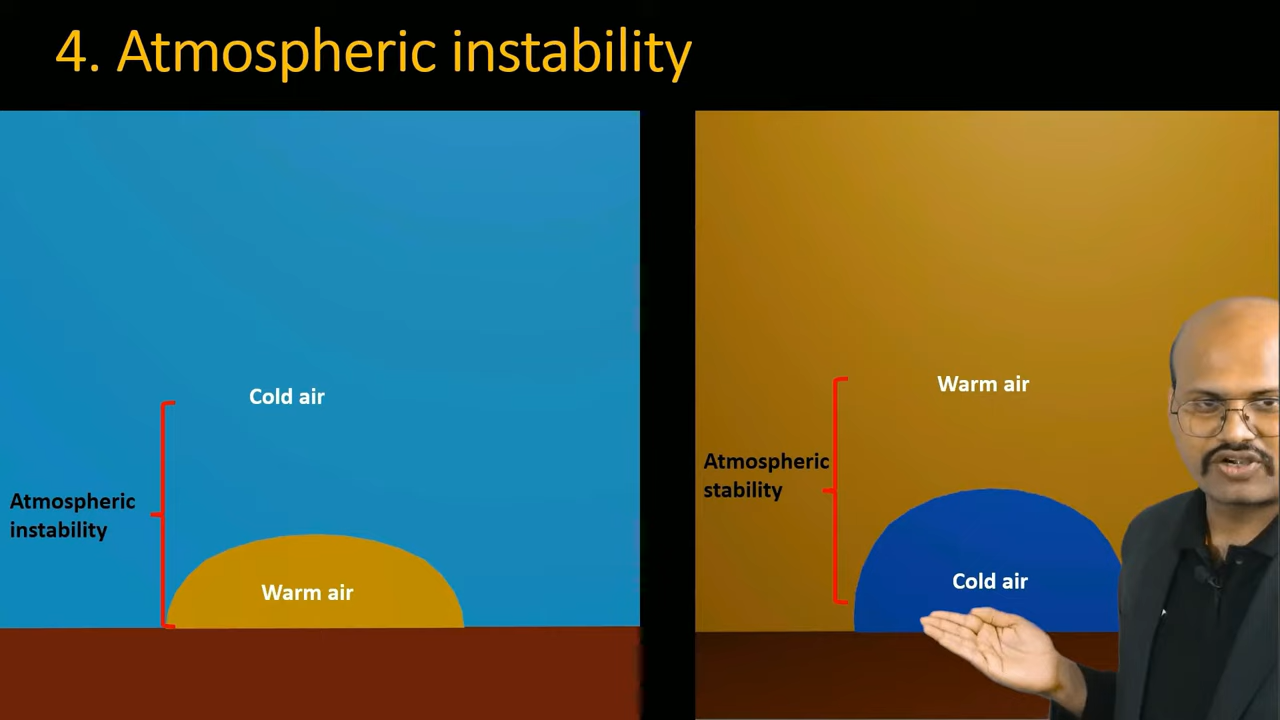 4. Atmospheric instability
Cold air
Atmospheric
instability
Warm air
Warm air
Atmospheric
stability
Cold air